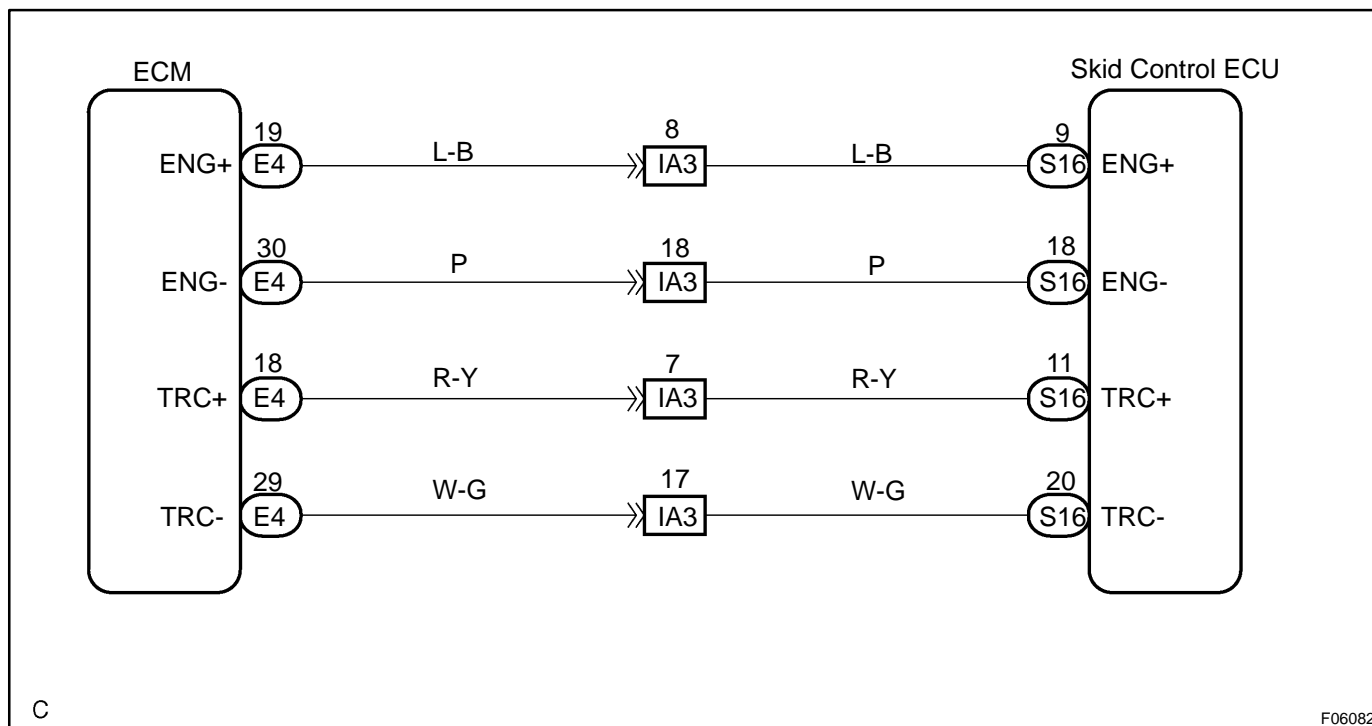 ECM Skid Control ECU
19 8 9
ENG+ E4 L-B IA3 L-B S16 ENG+
30 18 18
ENG- E4 P IA3 P S16 ENG-
18 7 11
TRC+ E4 R-Y IA3 R-Y S16 TRC+
29 17 20
TRC- E4 W-G IA3 W-G S16 TRC-
C F06082